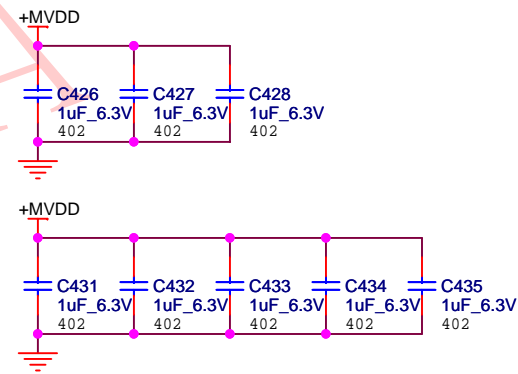 +MVDD
C426 C427 C428
1uF_6.3V 1uF_6.3V 1uF_6.3V
402 402 402
+MVDD
C431 C432 C433 C434 C435
1uF_6.3V 1uF_6.3V 1uF_6.3V 1uF_6.3V 1uF_6.3V
402 402 402 402 402